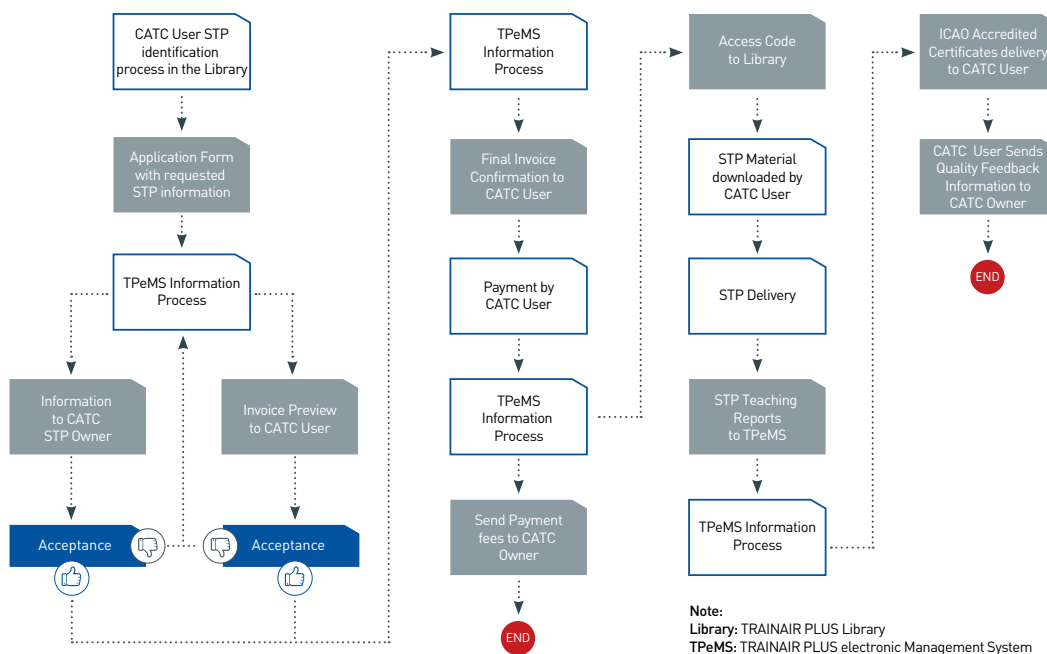 CATC User STP
identification
process in the Library
Application Form
with requested
STP information
TPeMS Information
Process
Information
to CATC
STP Owner
Invoice Preview
to CATC User
Acceptance
Acceptance
TPeMS
Information
Process
Final Invoice
Confirmation to
CATC User
Payment by
CATC User
TPeMS
Information
Process
Send Payment
fees to CATC
Owner
END
Access Code
to Library
STP Material
downloaded by
CATC User
STP Delivery
STP Teaching
Reports
to TPeMS
TPeMS Information
Process
ICAO Accredited
Certificates delivery
to CATC User
CATC User Sends
Quality Feedback
Information to
CATC Owner
END
Note:
Library: TRAINAIR PLUS Library
TPeMS: TRAINAIR PLUS electronic Management System